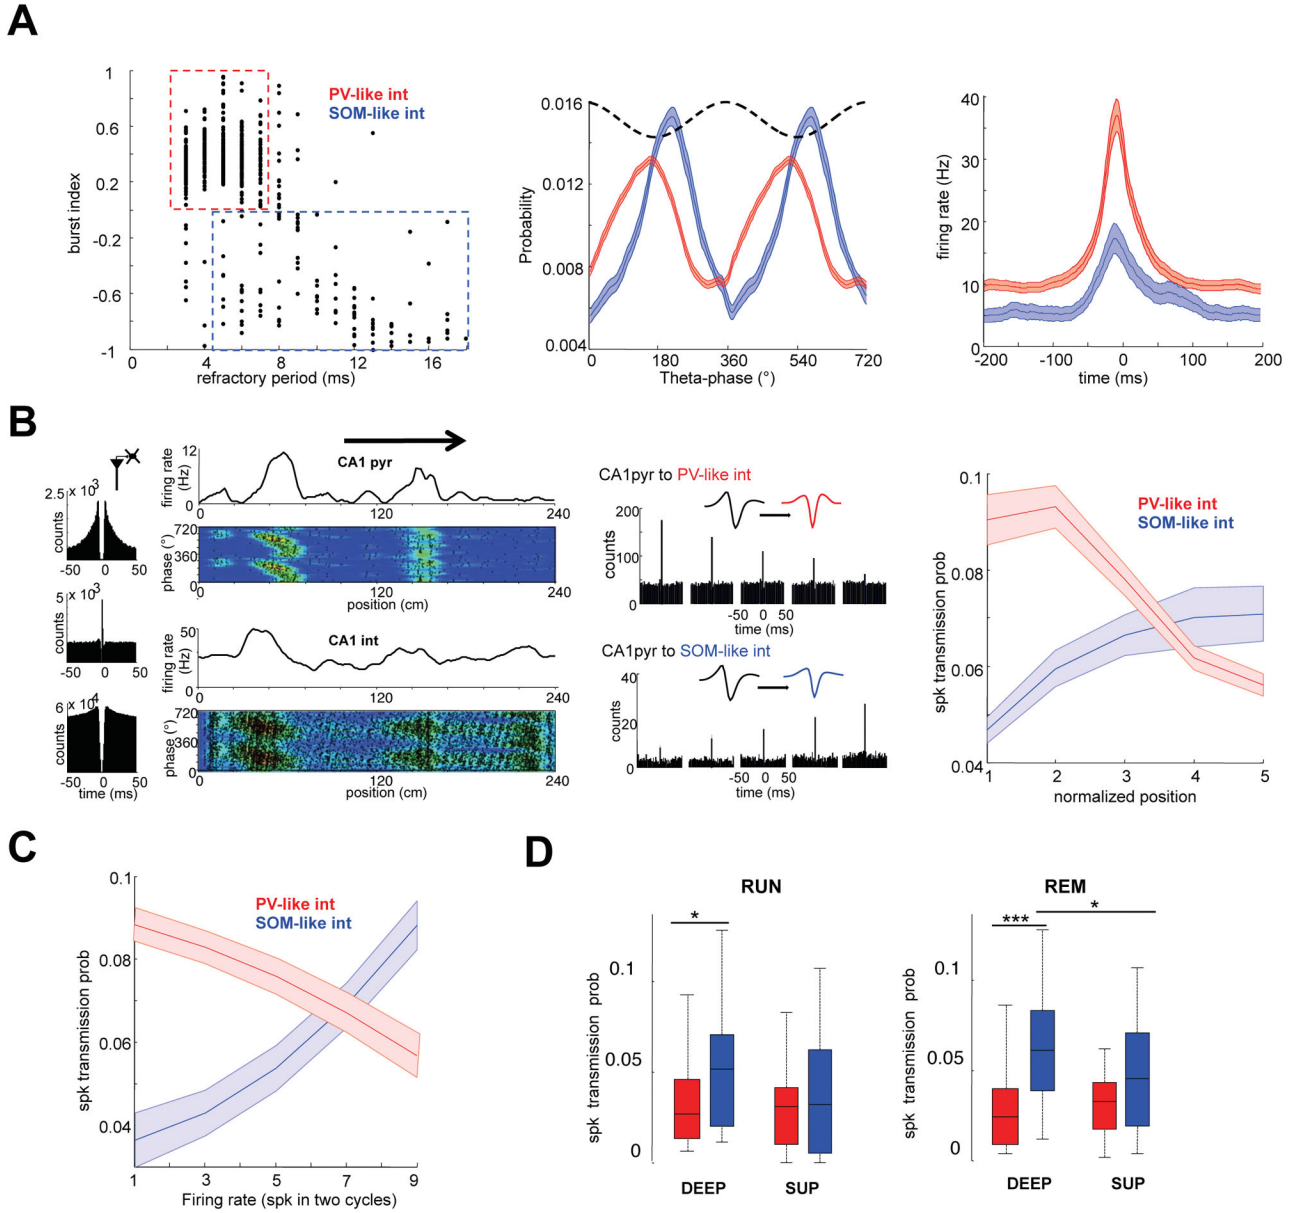 A
1
0.6
0.2
-0.2
-0.6
-1
burst index
0
4
8
12
16
refractory period (ms)
PV-like int
SOM-like int
0.016
0.012
0.008
0.004
Probability
0
180
360
540
720
Theta-phase (°)
40
30
20
10
0
firing rate (Hz)
-200
-100
0
100
200
time (ms)
B
2.5 x 10³
counts
0
-50 0 50
5 x 10³
counts
0
-50 0 50
6 x 10⁴
counts
0
-50 0 50
time (ms)
12
firing rate
(Hz)
0
CA1 pyr
0
120
240
720
360
0
phase (°)
0
120
240
position (cm)
50
firing rate
(Hz)
0
CA1 int
0
120
240
720
360
0
phase (°)
0
120
240
position (cm)
CA1pyr to PV-like int
200
100
0
counts
-50 0 50
time (ms)
CA1pyr to SOM-like int
40
20
0
counts
-50 0 50
time (ms)
0.1
0.08
0.06
0.04
spk transmission prob
PV-like int
SOM-like int
1
2
3
4
5
normalized position
C
0.1
0.08
0.06
0.04
spk transmission prob
PV-like int
SOM-like int
1
3
5
7
9
Firing rate (spk in two cycles)
D
RUN
*
0.1
0.05
0
spk transmission prob
DEEP
SUP
REM
***
*
0.1
0.05
0
spk transmission prob
DEEP
SUP